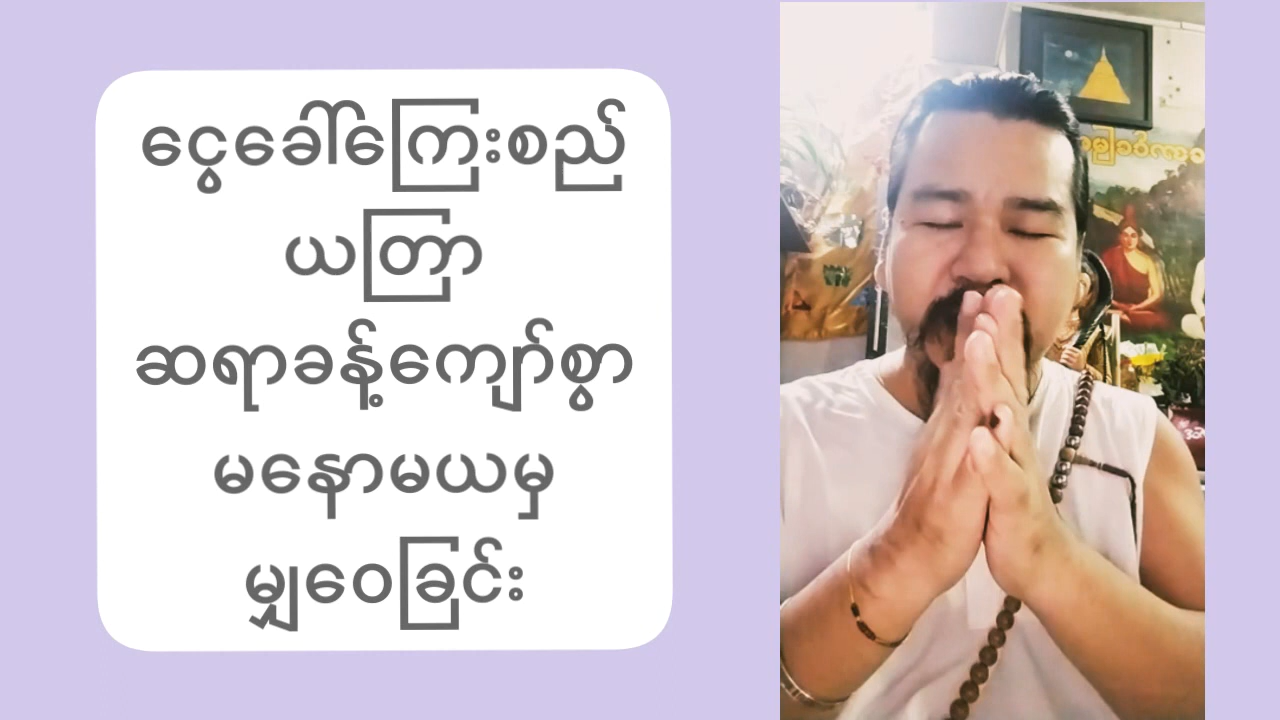 ငွေခေါ်ကြေးစည်
ယတြာ
ဆရာခန့်ကျော်စွာ
မနောမယမှ
မျှဝေခြင်း